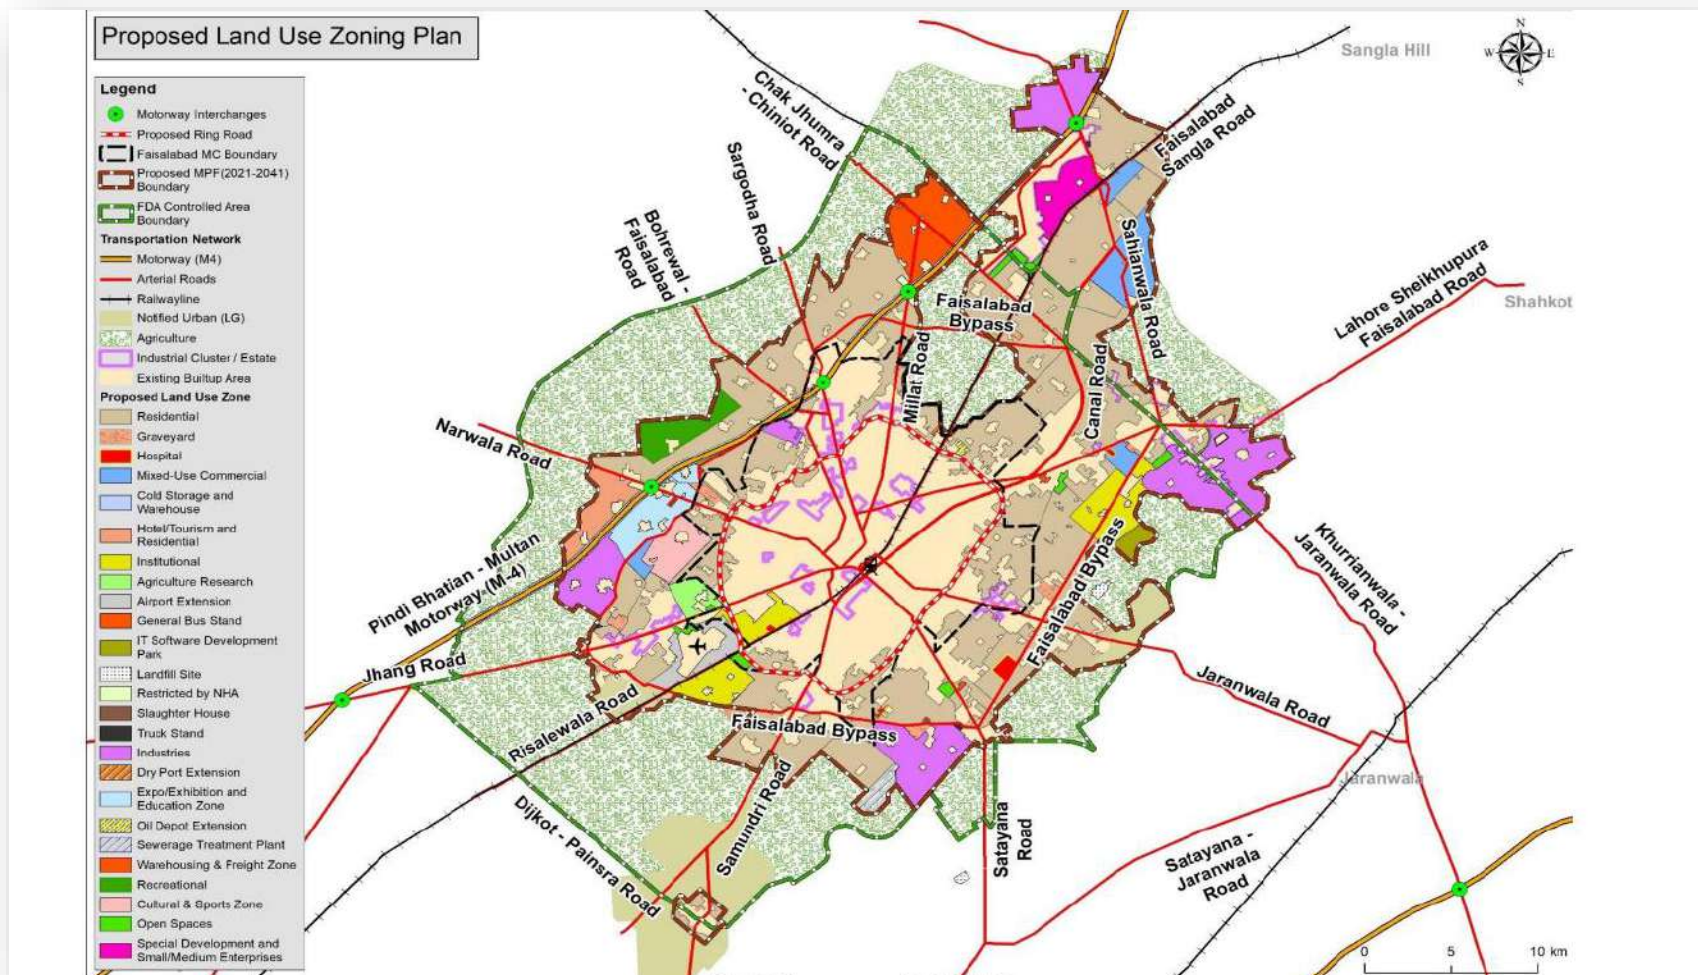 Proposed Land Use Zoning Plan
Legend
Motorway Interchanges
Proposed Ring Road
Faisalabad MC Boundary
Proposed MPF(2021-2041)
Boundary
FDA Controlled Area
Boundary
Transportation Network
Motorway (M4)
Arterial Roads
Railwayline
Notified Urban (LG)
Agriculture
Industrial Cluster / Estate
Existing Builtup Area
Proposed Land Use Zone
Residential
Graveyard
Hospital
Mixed-Use Commercial
Cold Storage and
Warehouse
Hotel/Tourism and
Residential
Institutional
Agriculture Research
Airport Extension
General Bus Stand
IT Software Development
Park
Landfill Site
Restricted by NHA
Slaughter House
Truck Stand
Industries
Dry Port Extension
Expo/Exhibition and
Education Zone
Oil Depot Extension
Sewerage Treatment Plant
Warehousing & Freight Zone
Recreational
Cultural & Sports Zone
Open Spaces
Special Development and
Small/Medium Enterprises
N
W
E
S
Sangla Hill
Chak Jhumra
- Chiniot Road
Faisalabad
Sangla Road
Sargodha Road
Bohrewal -
Faisalabad
Road
Sahianwala Road
Lahore Sheikhupura
Faisalabad Road
Shahkot
Faisalabad
Bypass
Millat Road
Canal Road
Narwala Road
Pindi Bhatian - Multan
Motorway (M-4)
Khurrianwala -
Jaranwala Road
Faisalabad Bypass
Jhang Road
Jaranwala Road
Risalewala Road
Faisalabad Bypass
Jaranwala
Samundri Road
Dijkot - Painsra Road
Satayana
Road
Satayana -
Jaranwala
Road
0 5 10 km